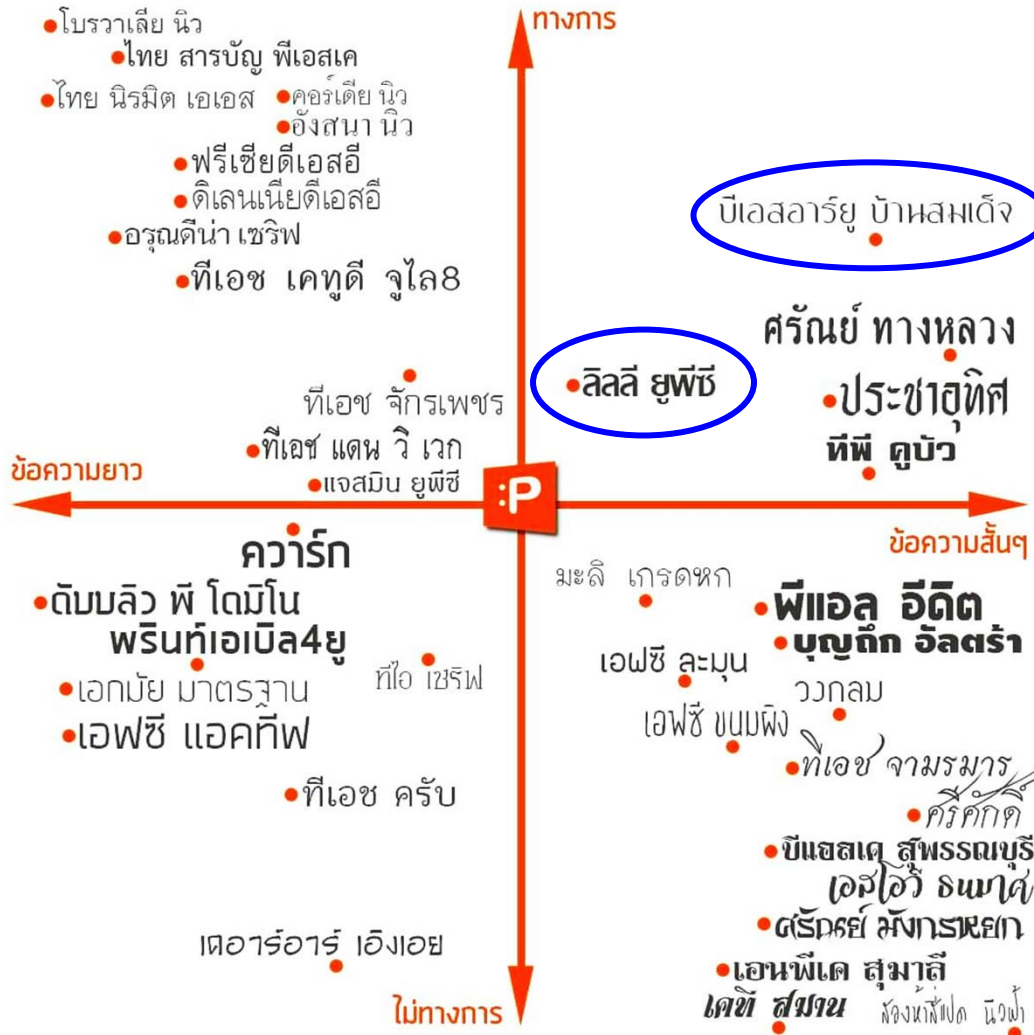 ทางการ
โบรวาเลีย นิว
ไทย สารบัญ พีเอสเค
ไทย นิรมิต เอเอส
คอร์เดีย นิว
อังสนา นิว
ฟรีเซียดีเอสอี
ดิเลนเนียดีเอสอี
อรุณดีน่า เซริฟ
ทีเอช เคทูดี จูไล8
บีเอสอาร์ยู บ้านสมเด็จ
ศรัณย์ ทางหลวง
ลิลลี ยูพีซี
ประชาอุทิศ
ทีเอช จักรเพชร
ทีเอช แดน วิ เวก
ทีพี คูบัว
แจสมิน ยูพีซี
ข้อความยาว
:P
ข้อความสั้นๆ
ควาร์ก
มะลิ เกรดหก
ดับบลิว พี โดมิโน
พีแอล อีดิต
พรินท์เอเบิล4ยู
บุญถึก อัลตร้า
ทีไอ เซริฟ
เอฟซี ละมุน
เอกมัย มาตรฐาน
วงกลม
เอฟซี แอคทีฟ
เอฟซี ขนมผิง
ทีเอช จามรมาร
ทีเอช ครับ
ศรีศักดิ์
บีแอลเค สุพรรณบุรี
เอสโอวี ธนมาศ
ศรัณย์ มังกรหยก
เดอาร์อาร์ เอิงเอย
เอนพีเค สุมาลี
ไม่ทางการ
เคที สมาน
สองห้าสี่แปด นิวฟ้า